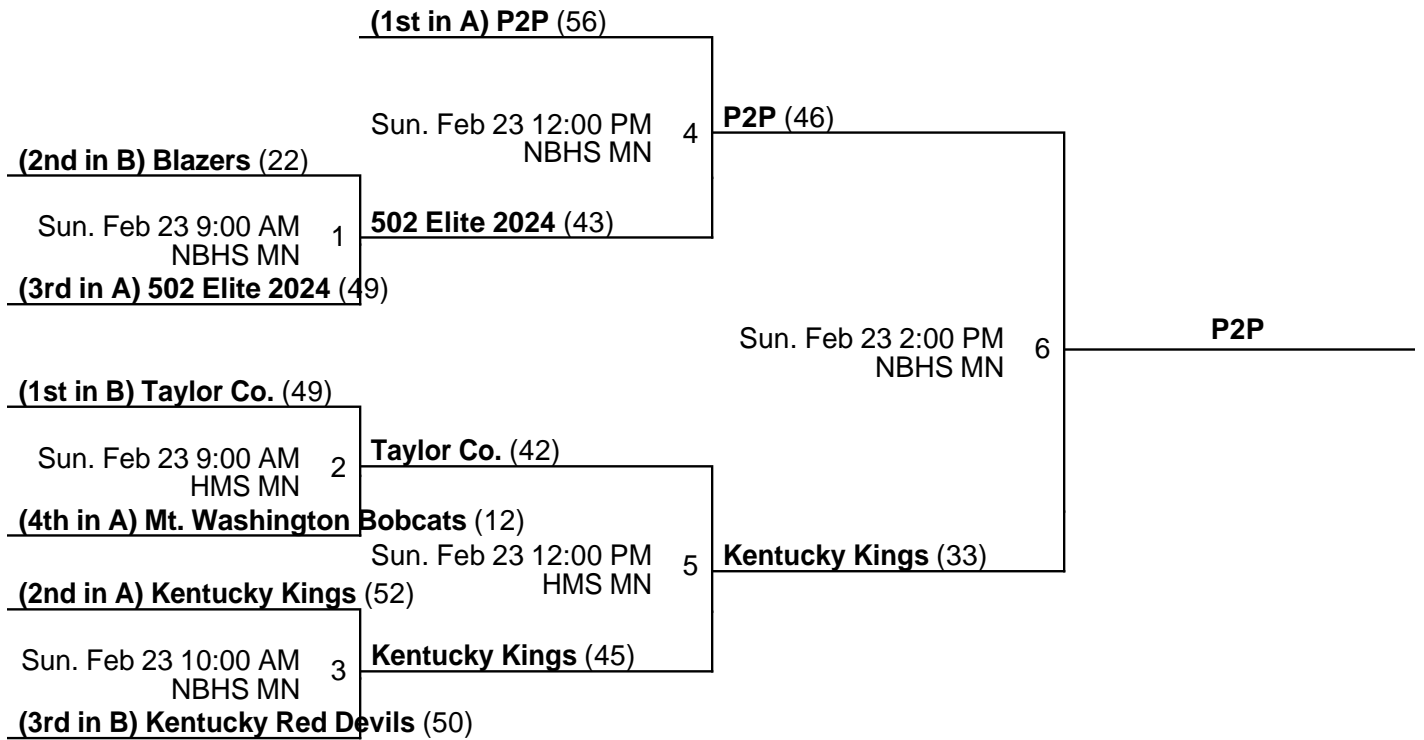 (1st in A) P2P (56)
Sun. Feb 23 12:00 PM 4
NBHS MN
P2P (46)
(2nd in B) Blazers (22)
Sun. Feb 23 9:00 AM 1
NBHS MN
502 Elite 2024 (43)
(3rd in A) 502 Elite 2024 (49)
Sun. Feb 23 2:00 PM 6
NBHS MN
P2P
(1st in B) Taylor Co. (49)
Sun. Feb 23 9:00 AM 2
HMS MN
Taylor Co. (42)
(4th in A) Mt. Washington Bobcats (12)
Sun. Feb 23 12:00 PM 5
HMS MN
Kentucky Kings (33)
(2nd in A) Kentucky Kings (52)
Sun. Feb 23 10:00 AM 3
NBHS MN
Kentucky Kings (45)
(3rd in B) Kentucky Red Devils (50)